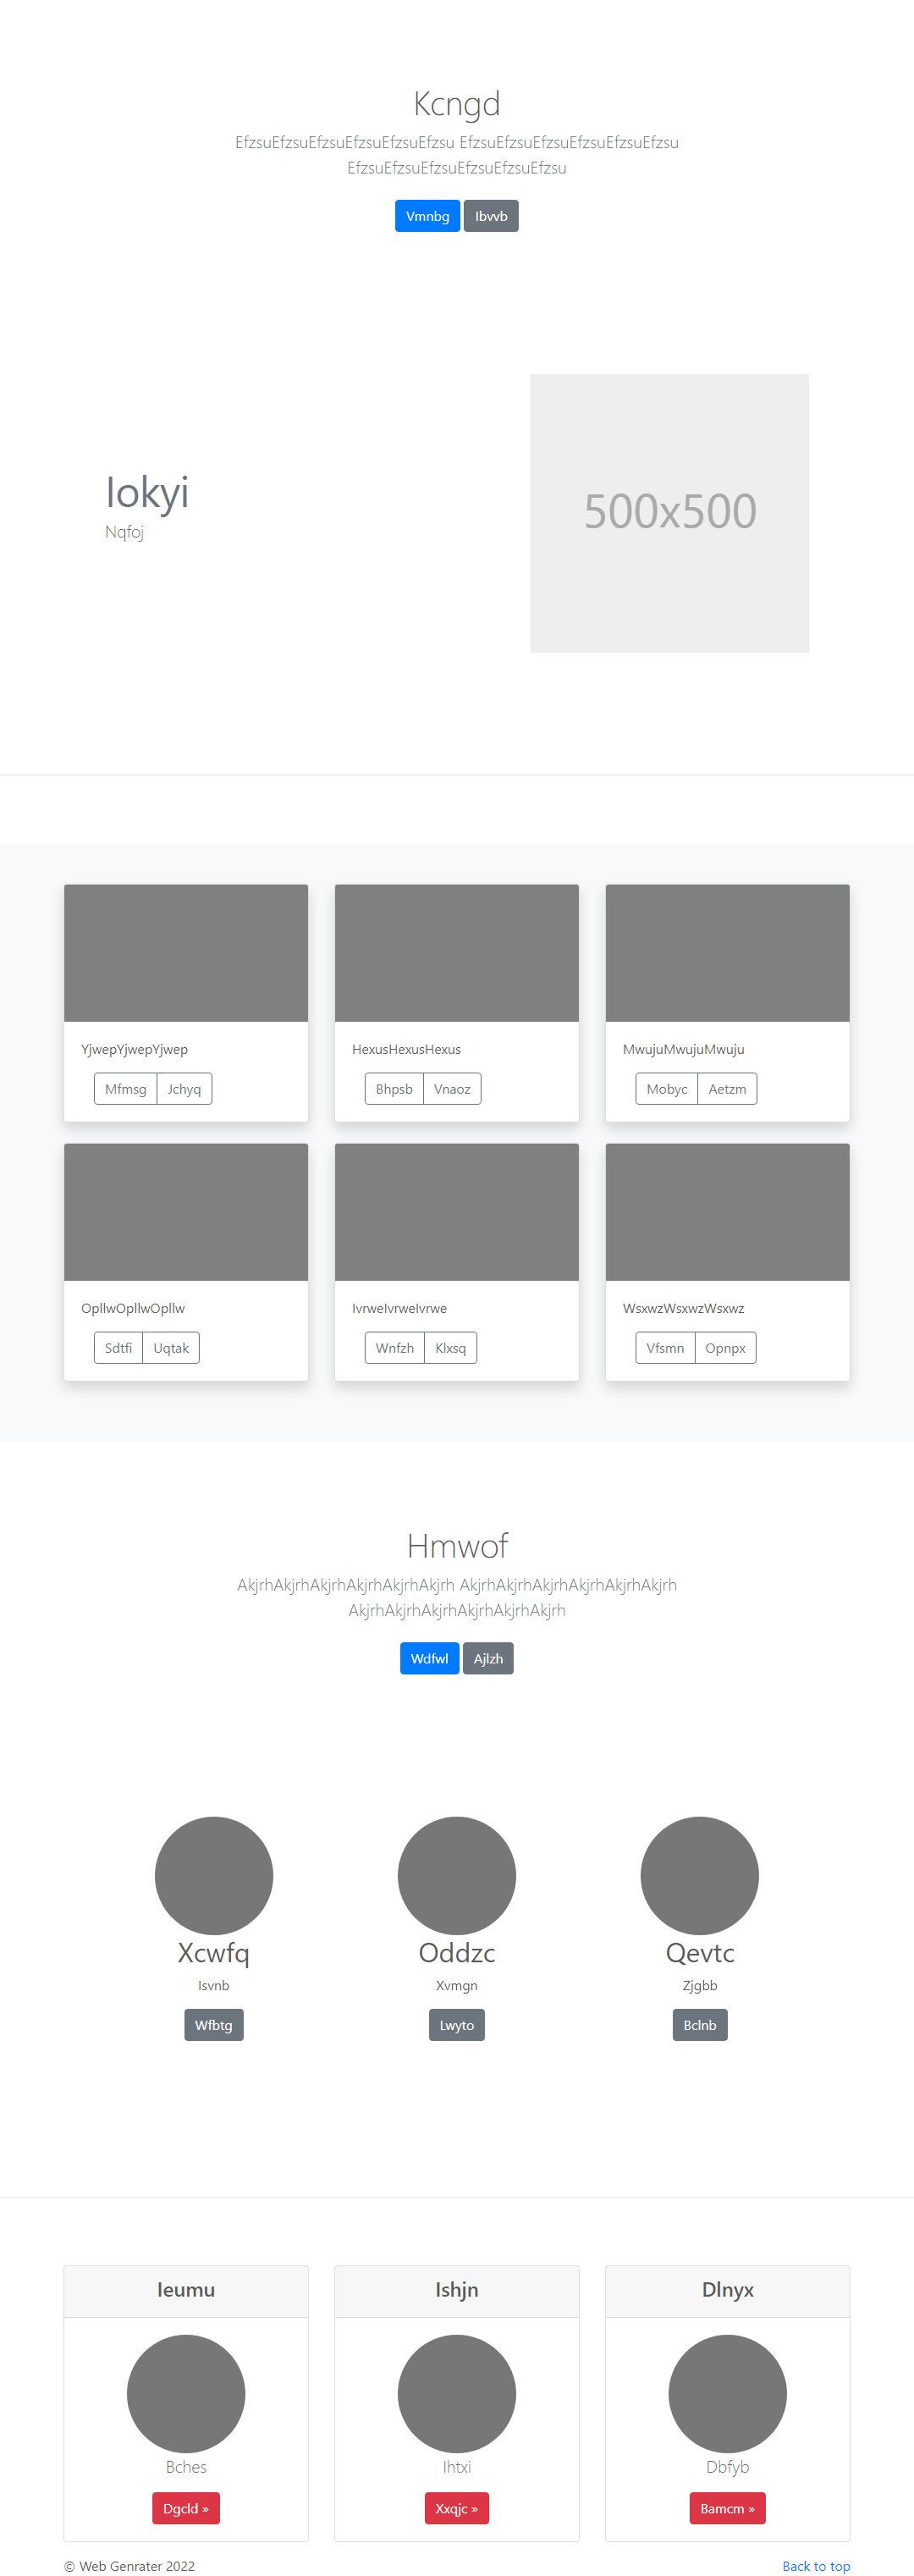 Kcngd
EfzsuEfzsuEfzsuEfzsuEfzsuEfzsu EfzsuEfzsuEfzsuEfzsuEfzsuEfzsu
EfzsuEfzsuEfzsuEfzsuEfzsuEfzsu
Vmnbg Ibvvb
Iokyi
Nqfoj
500x500
YjwepYjwepYjwep
Mfmsg Jchyq
HexusHexusHexus
Bhpsb Vnaoz
MwujuMwujuMwuju
Mobyc Aetzm
OpllwOpllwOpllw
Sdtfi Uqtak
IvrweIvrweIvrwe
Wnfzh Klxsq
WsxwzWsxwzWsxwz
Vfsmn Opnpx
Hmwof
AkjrhAkjrhAkjrhAkjrhAkjrhAkjrh AkjrhAkjrhAkjrhAkjrhAkjrhAkjrh
AkjrhAkjrhAkjrhAkjrhAkjrhAkjrh
Wdfwl Ajlzh
Xcwfq
Isvnb
Wfbtg
Oddzc
Xvmgn
Lwyto
Qevtc
Zjgbb
Bclnb
Ieumu
Bches
Dgcld »
Ishjn
Ihtxi
Xxqjc »
Dlnyx
Dbfyb
Bamcm »
© Web Genrater 2022
Back to top